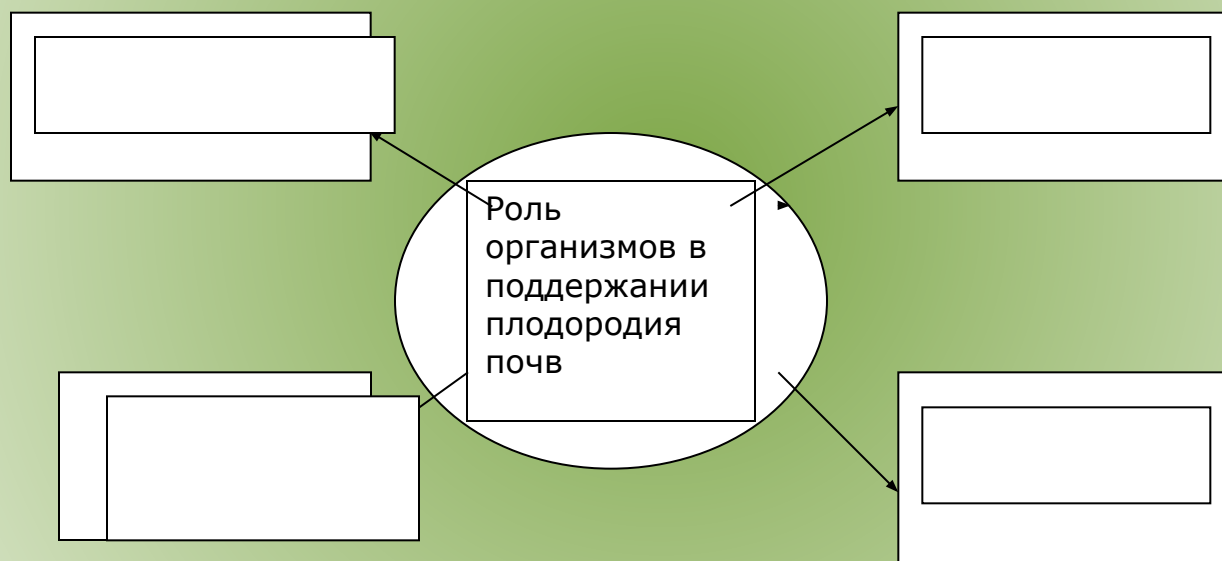 Роль
организмов в
поддержании
плодородия
почв